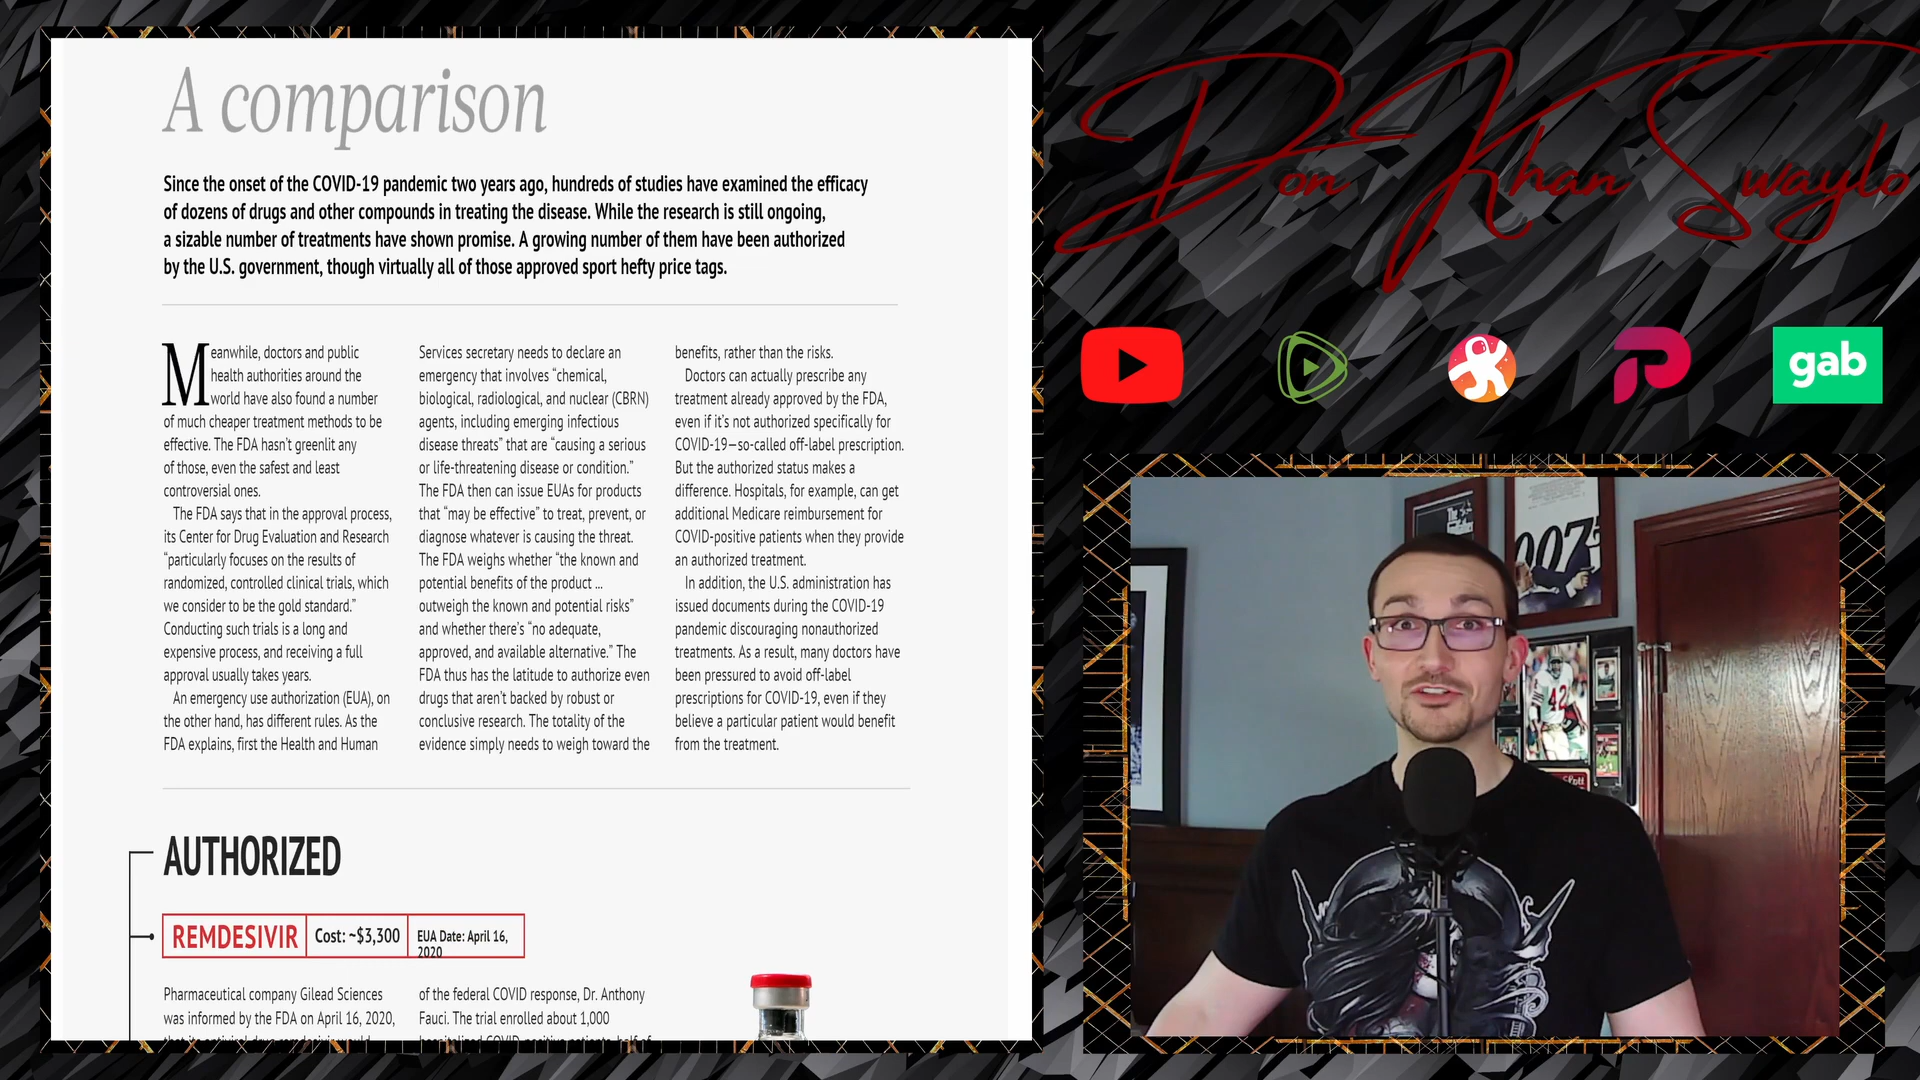 A comparison
Since the onset of the COVID-19 pandemic two years ago, hundreds of studies have examined the efficacy
of dozens of drugs and other compounds in treating the disease. While the research is still ongoing,
a sizable number of treatments have shown promise. A growing number of them have been authorized
by the U.S. government, though virtually all of those approved sport hefty price tags.
Meanwhile, doctors and public
health authorities around the
world have also found a number
of much cheaper treatment methods to be
effective. The FDA hasn't greenlit any
of those, even the safest and least
controversial ones.
The FDA says that in the approval process,
its Center for Drug Evaluation and Research
“particularly focuses on the results of
randomized, controlled clinical trials, which
we consider to be the gold standard.”
Conducting such trials is a long and
expensive process, and receiving a full
approval usually takes years.
An emergency use authorization (EUA), on
the other hand, has different rules. As the
FDA explains, first the Health and Human
Services secretary needs to declare an
emergency that involves “chemical,
biological, radiological, and nuclear (CBRN)
agents, including emerging infectious
disease threats” that are “causing a serious
or life-threatening disease or condition.”
The FDA then can issue EUAs for products
that “may be effective” to treat, prevent, or
diagnose whatever is causing the threat.
The FDA weighs whether “the known and
potential benefits of the product ...
outweigh the known and potential risks”
and whether there's “no adequate,
approved, and available alternative.” The
FDA thus has the latitude to authorize even
drugs that aren't backed by robust or
conclusive research. The totality of the
evidence simply needs to weigh toward the
benefits, rather than the risks.
Doctors can actually prescribe any
treatment already approved by the FDA,
even if it's not authorized specifically for
COVID-19—so-called off-label prescription.
But the authorized status makes a
difference. Hospitals, for example, can get
additional Medicare reimbursement for
COVID-positive patients when they provide
an authorized treatment.
In addition, the U.S. administration has
issued documents during the COVID-19
pandemic discouraging nonauthorized
treatments. As a result, many doctors have
been pressured to avoid off-label
prescriptions for COVID-19, even if they
believe a particular patient would benefit
from the treatment.
AUTHORIZED
REMDESIVIR
Cost: ~$3,300
EUA Date: April 16,
2020
Pharmaceutical company Gilead Sciences
was informed by the FDA on April 16, 2020,
that its antiviral drug remdesivir could
of the federal COVID response, Dr. Anthony
Fauci. The trial enrolled about 1,000
hospitalized COVID-positive patients, half of
Don Khan Swaylo
gab
007
42